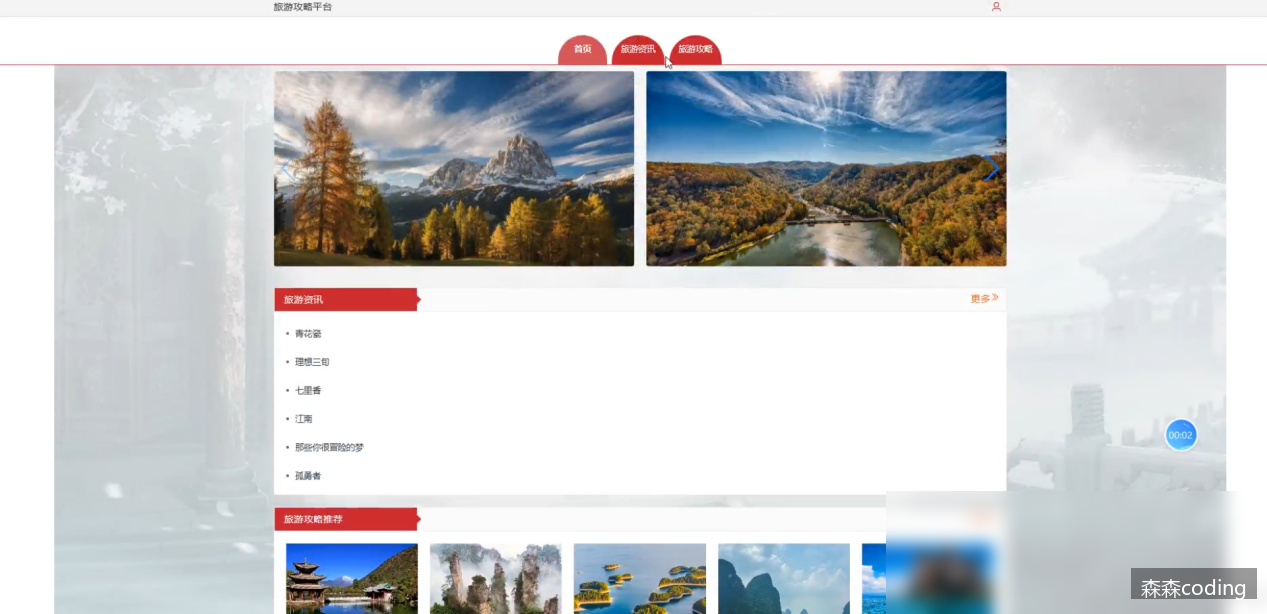 旅游攻略平台
首页
旅游资讯
旅游攻略
旅游资讯
更多
青花瓷
理想三旬
七里香
江南
那些你很冒险的梦
孤勇者
00:02
旅游攻略推荐
森森coding